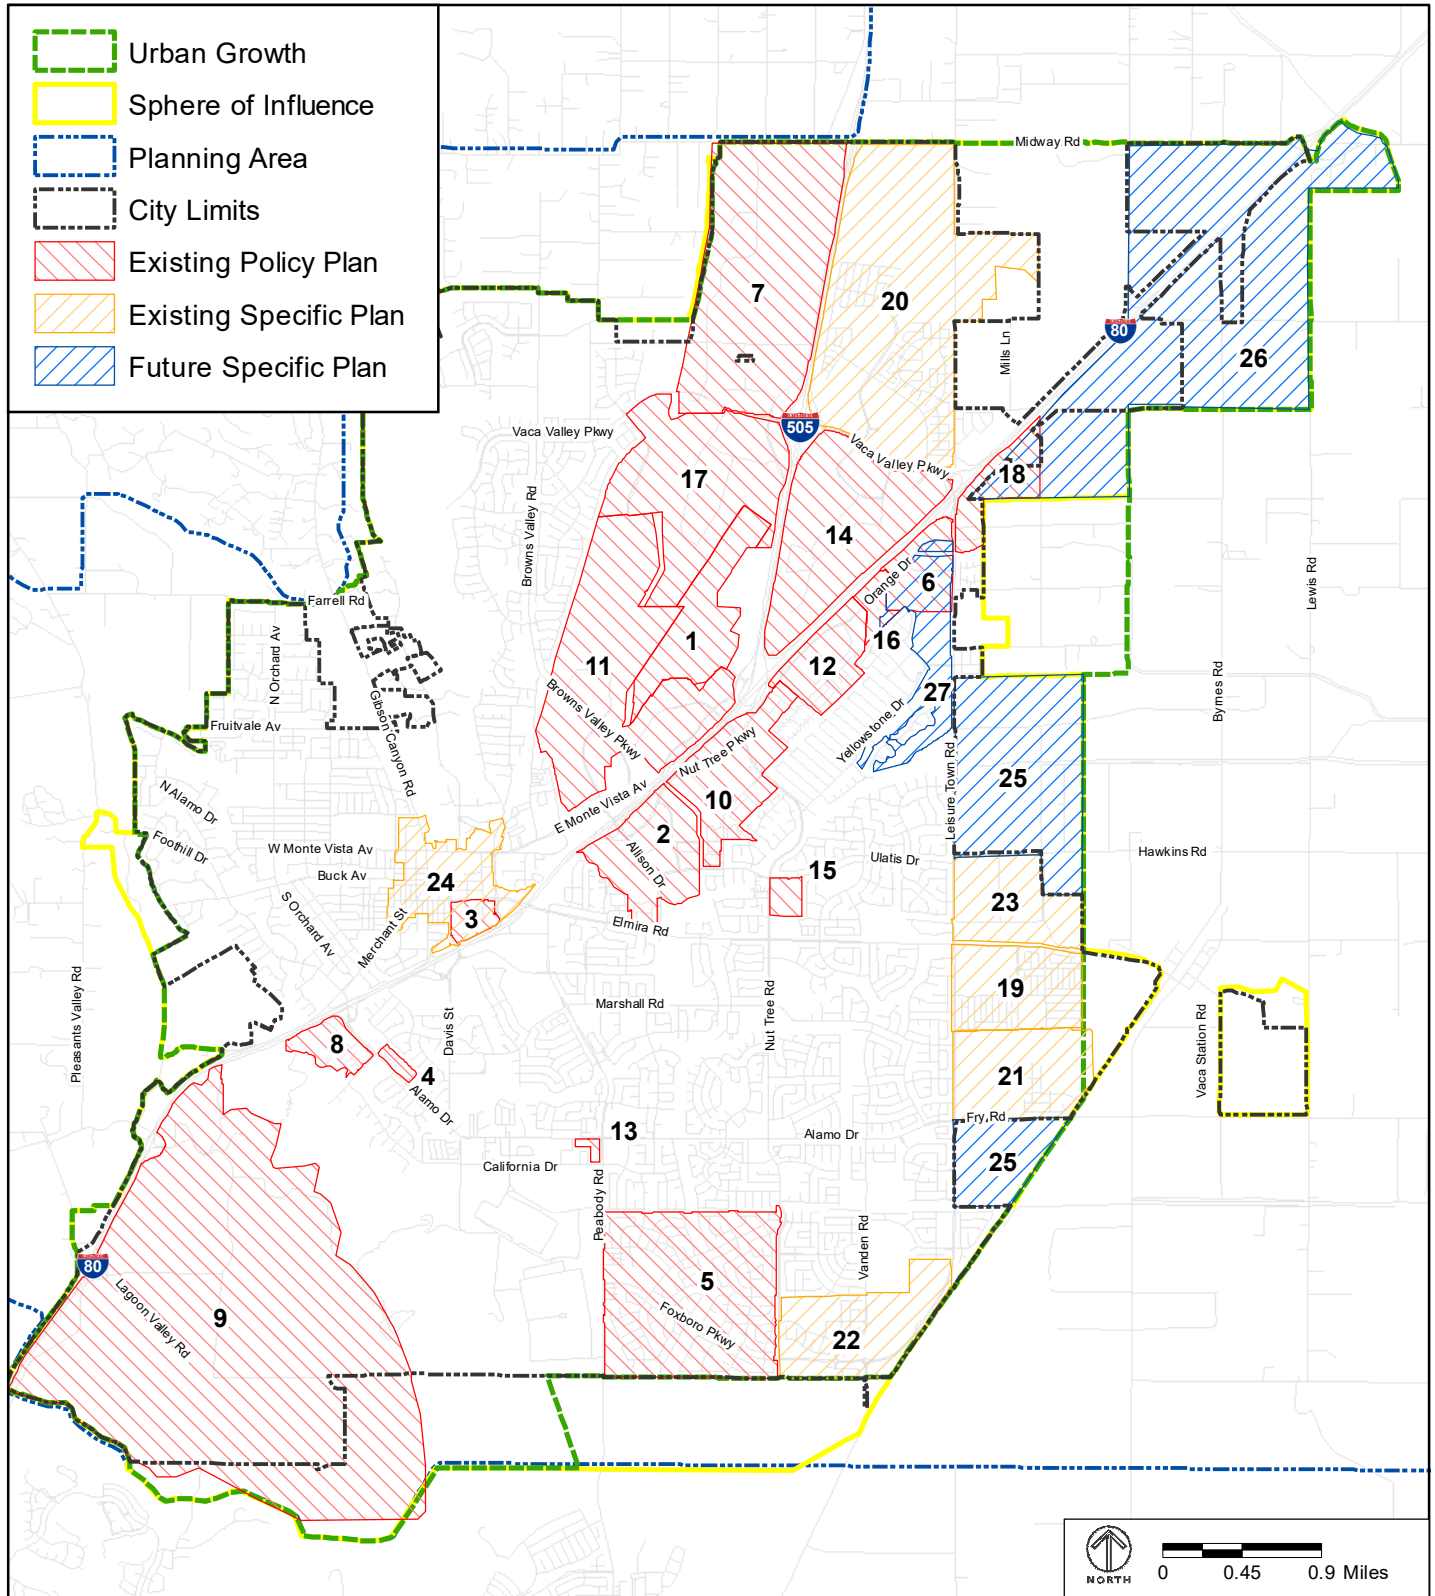 Urban Growth
Sphere of Influence
Planning Area
City Limits
Existing Policy Plan
Existing Specific Plan
Future Specific Plan
Midway Rd
7
20
Mills Ln
80
26
505
Vaca Valley Pkwy
Vaca Valley Pkwy
17
18
Browns Valley Rd
14
Orange Dr
6
Lewis Rd
Farrell Rd
N Orchard Av
1
16
12
11
Gibson Canyon Rd
Browns Valley Pkwy
27
Byrnes Rd
Fruitvale Av
Yellowstone Dr
Nut Tree Pkwy
Leisure Town Rd
25
N Alamo Dr
E Monte Vista Av
10
2
Foothill Dr
W Monte Vista Av
Allison Dr
Ulatis Dr
Hawkins Rd
Buck Av
24
15
S Orchard Av
Merchant St
3
Elmira Rd
23
19
Marshall Rd
Nut Tree Rd
Pleasants Valley Rd
Davis St
Vaca Station Rd
8
4
21
Alamo Dr
Fry Rd
13
Alamo Dr
California Dr
25
Peabody Rd
Vanden Rd
80
5
Lagoon Valley Rd
9
Foxboro Pkwy
22
NORTH
0 0.45 0.9 Miles